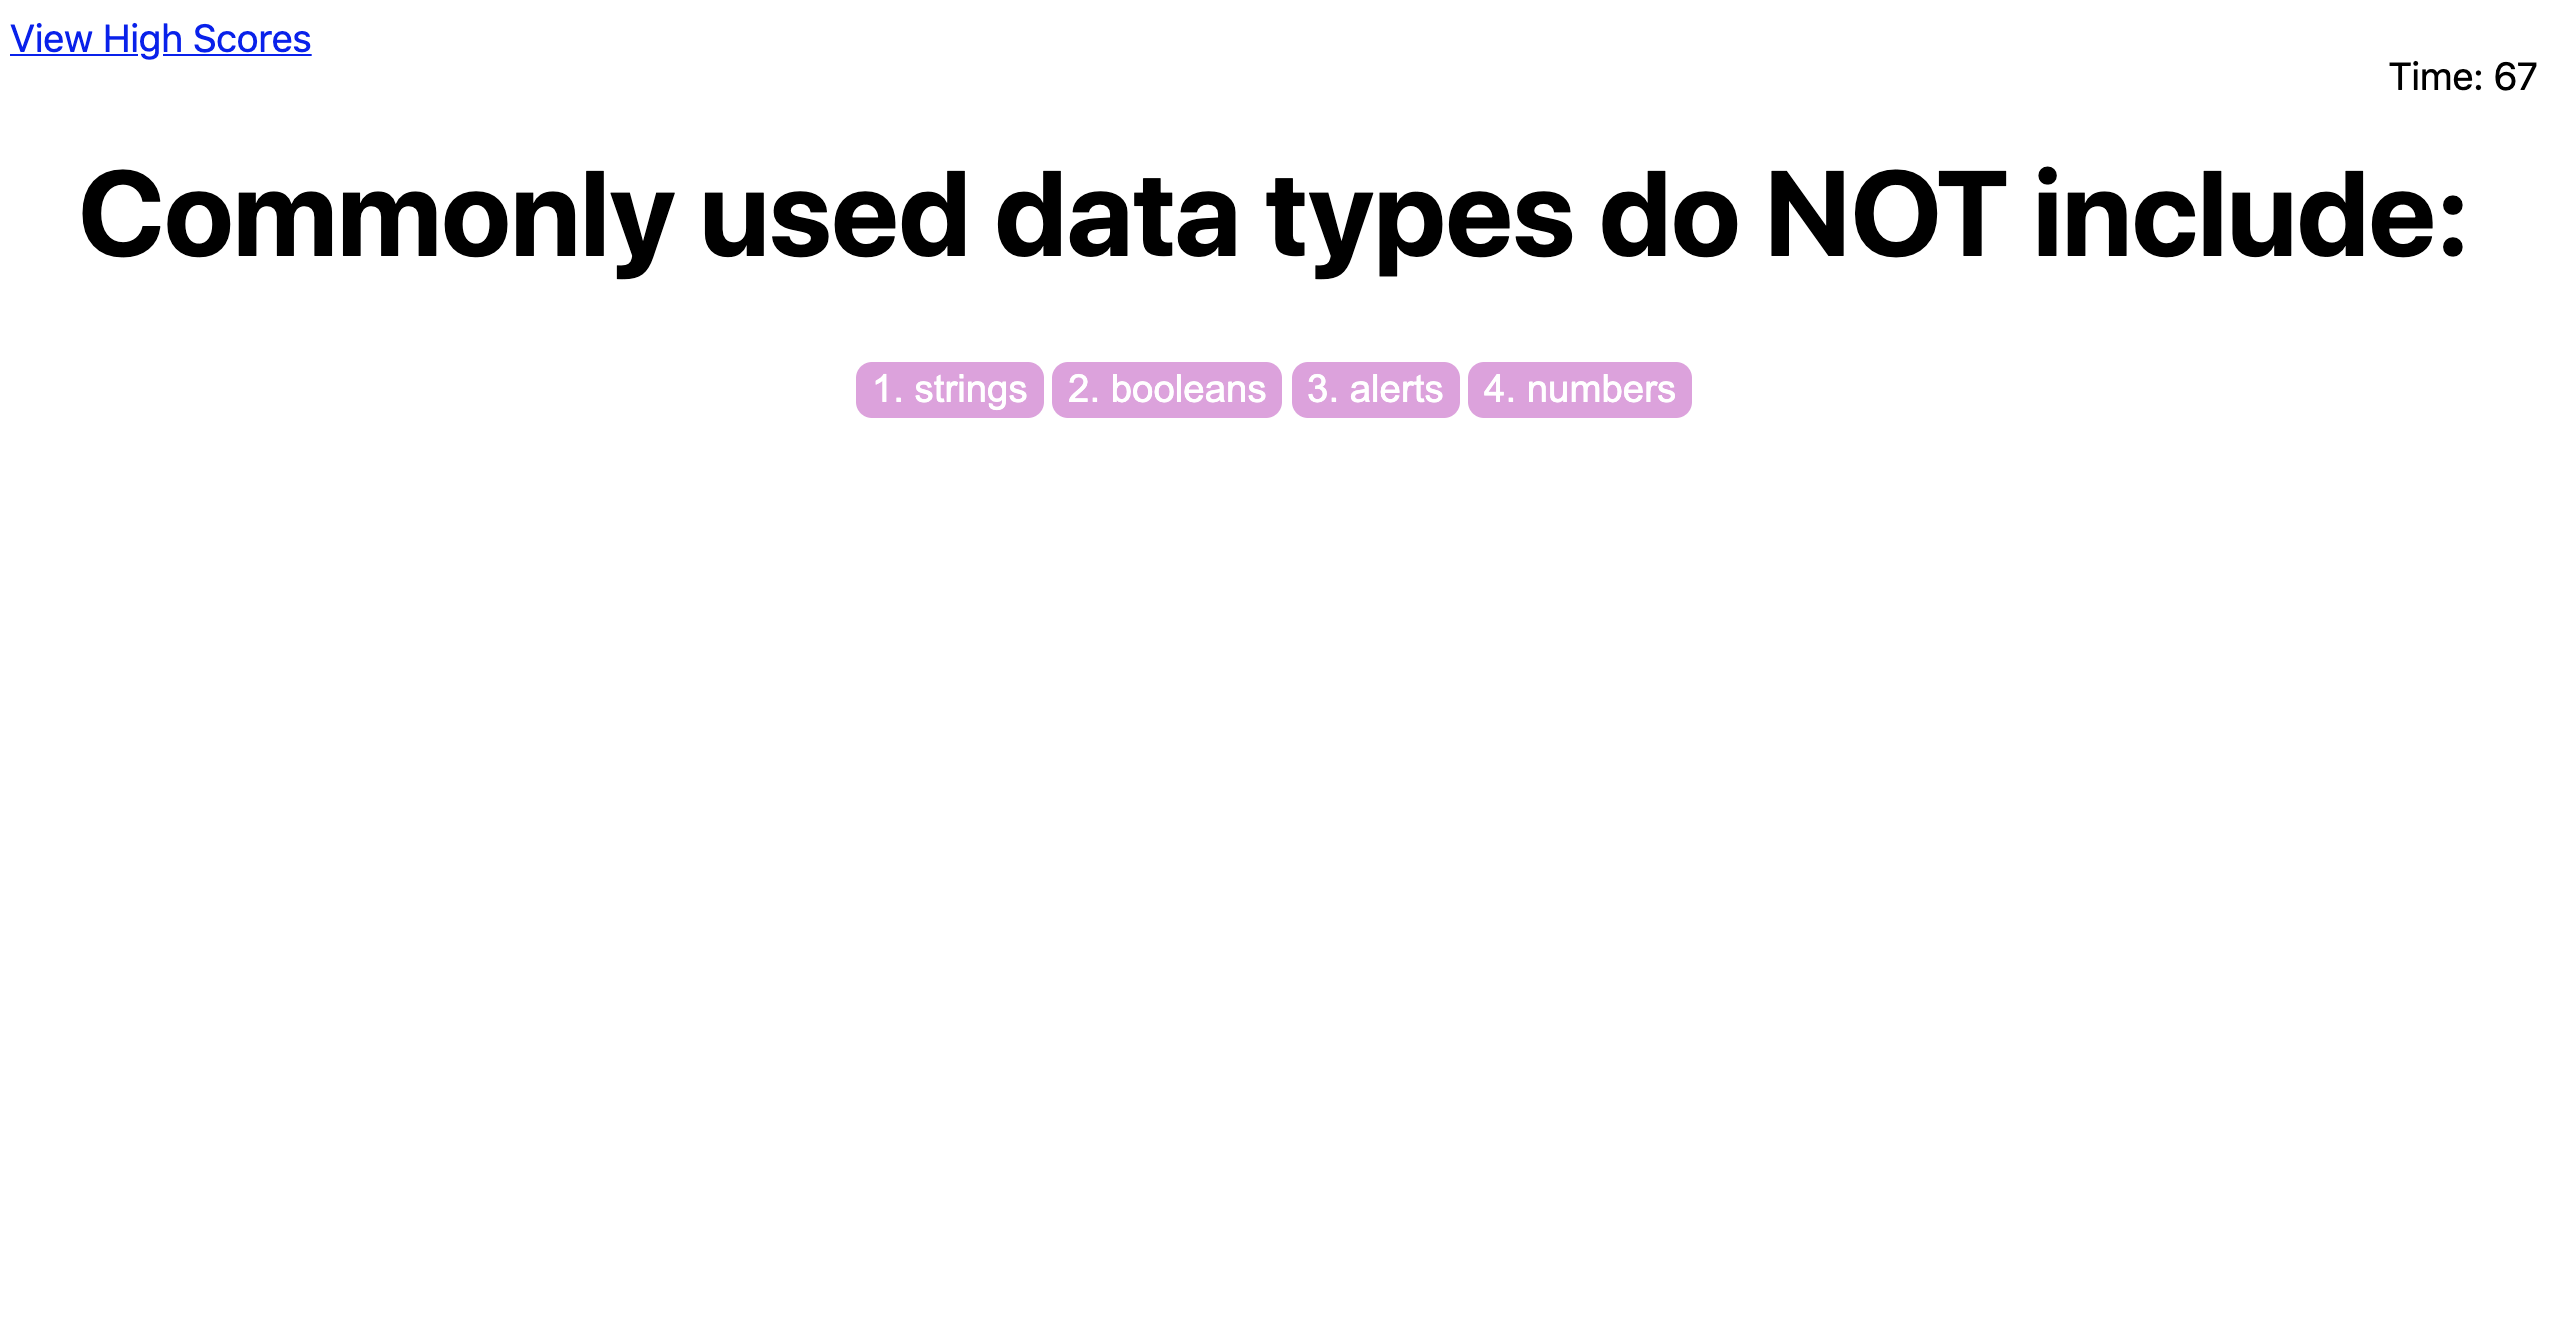 View High Scores
Time: 67
Commonly used data types do NOT include:
1. strings 2. booleans 3. alerts 4. numbers